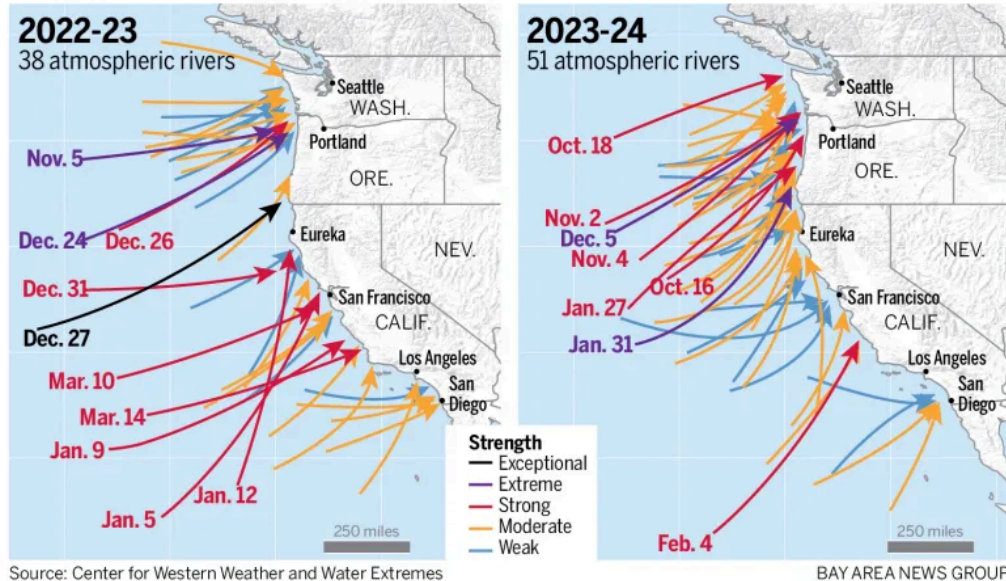 2022-23
38 atmospheric rivers
Seattle
WASH.
Portland
Nov. 5
ORE.
Dec. 24
Dec. 26
Eureka
NEV.
Dec. 31
San Francisco
CALIF.
Dec. 27
Los Angeles
Mar. 10
San
Diego
Mar. 14
Jan. 9
Jan. 12
Jan. 5
250 miles
2023-24
51 atmospheric rivers
Seattle
WASH.
Oct. 18
Portland
ORE.
Nov. 2
Dec. 5
Eureka
Nov. 4
NEV.
Oct. 16
Jan. 27
San Francisco
CALIF.
Jan. 31
Los Angeles
San
Diego
Feb. 4
250 miles
Strength
Exceptional
Extreme
Strong
Moderate
Weak
Source: Center for Western Weather and Water Extremes
BAY AREA NEWS GROUP